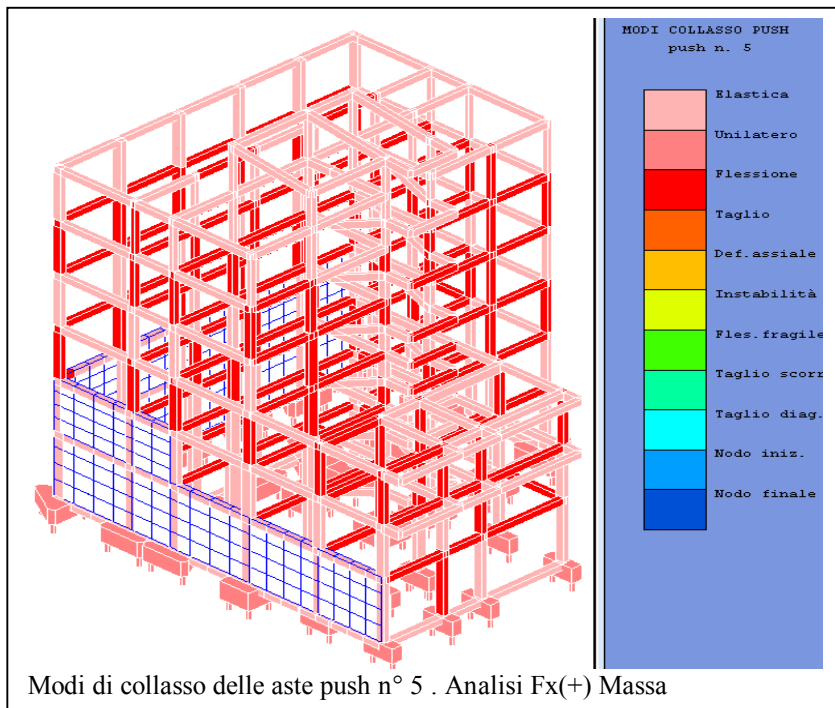 MODI COLLASSO PUSH
push n. 5
Elastica
Unilatero
Flessione
Taglio
Def.assiale
Instabilità
Fles.fragile
Taglio scorr
Taglio diag.
Nodo iniz.
Nodo finale
Modi di collasso delle aste push n° 5 . Analisi Fx(+) Massa